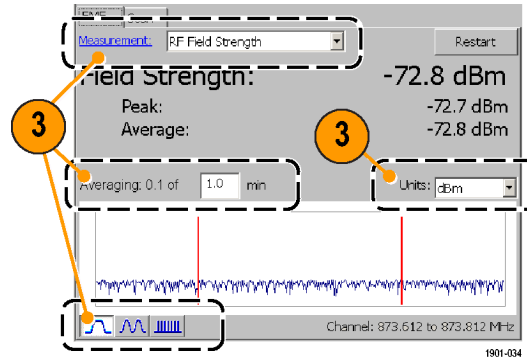 EMF Scan
Measurement: RF Field Strength Restart
Field Strength: -72.8 dBm
Peak: -72.7 dBm
Average: -72.8 dBm
3 3
Averaging: 0.1 of 1.0 min Units: dBm
Channel: 873.612 to 873.812 MHz
1901-034